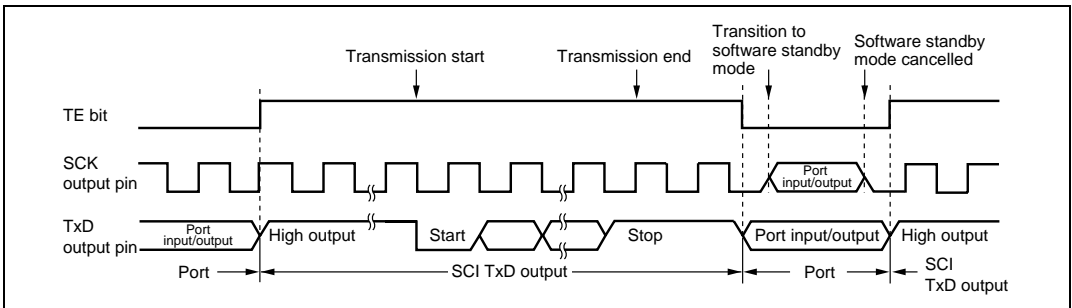 Transmission start
Transmission end
Transition to
software standby
mode
Software standby
mode cancelled
TE bit
SCK
output pin
Port
input/output
TxD
output pin
Port
input/output
High output
Start
Stop
Port input/output
High output
Port
SCI TxD output
Port
SCI
TxD output